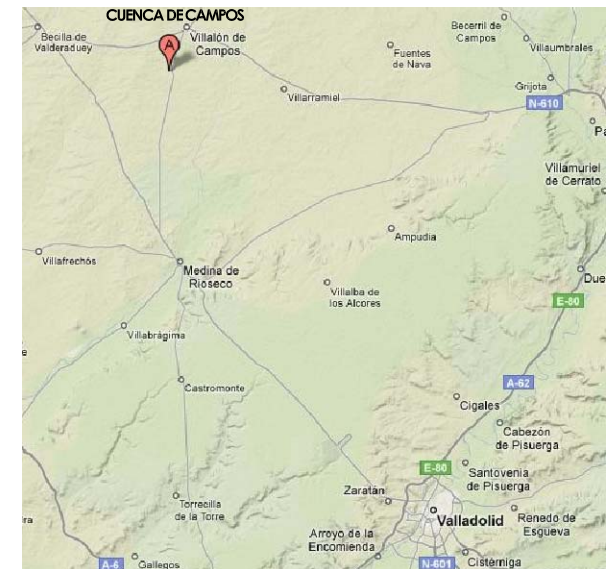 CUENCA DE CAMPOS
Becilla de
Valderaduey
A
Villalón de
Campos
Becerril de
Campos
Fuentes
de Nava
Villaumbrales
Villarramiel
Grijota
N-610
Pa
Villamuriel
de Cerrato
Ampudia
Villafrechós
Medina de
Rioseco
Due
Villalba de
los Alcores
E-80
Villabrágima
e
A-62
Castromonte
Cigales
Cabezón
de Pisuerga
E-80
Santovenia
de Pisuerga
Zaratán
Torrecilla
de la Torre
ra
Valladolid
Renedo de
Esgueva
Arroyo de la
Encomienda
A-6
Gallegos
N-601
Cistérniga